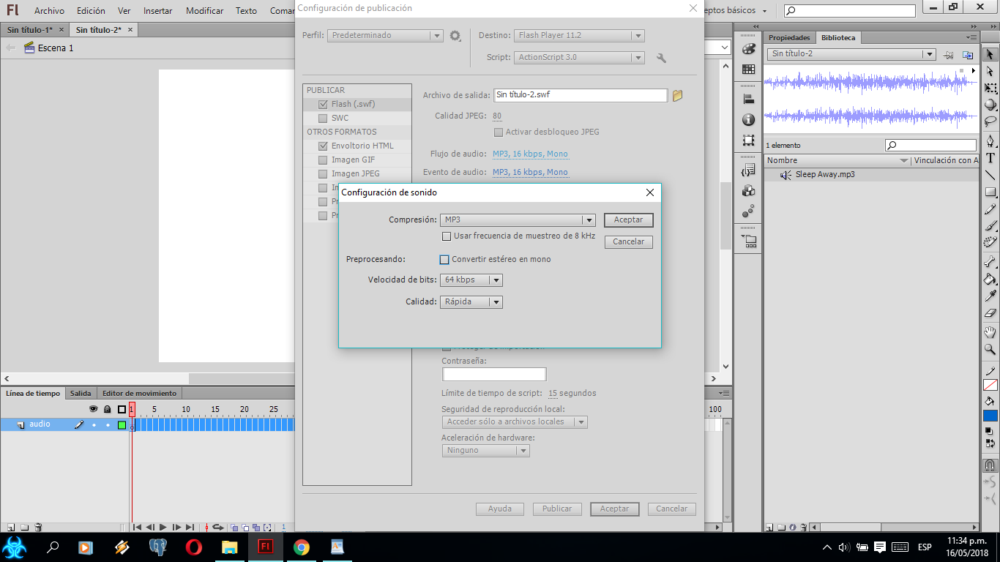 Fl Archivo Edición Ver Insertar Modificar Texto Coman
eptos básicos
Configuración de publicación
Sin título-1* × Sin título-2* ×
Escena 1
Perfil: Predeterminado
Destino: Flash Player 11.2
Script: ActionScript 3.0
PUBLICAR
Flash (.swf)
SWC
OTROS FORMATOS
Envoltorio HTML
Imagen GIF
Imagen JPEG
Archivo de salida: Sin título-2.swf
Calidad JPEG: 80
Activar desbloqueo JPEG
Flujo de audio: MP3, 16 kbps, Mono
Evento de audio: MP3, 16 kbps, Mono
Configuración de sonido
Compresión: MP3
Aceptar
Usar frecuencia de muestreo de 8 kHz
Cancelar
Preprocesando: Convertir estéreo en mono
Velocidad de bits: 64 kbps
Calidad: Rápida
Contraseña:
Límite de tiempo de script: 15 segundos
Seguridad de reproducción local:
Acceder sólo a archivos locales
Aceleración de hardware:
Ninguno
Ayuda Publicar Aceptar Cancelar
Propiedades Biblioteca
Sin título-2
1 elemento
Nombre Vinculación con A
Sleep Away.mp3
Línea de tiempo Salida Editor de movimiento
1 5 10 15 20 25 100
audio
1
Fl
ESP
11:34 p.m.
16/05/2018